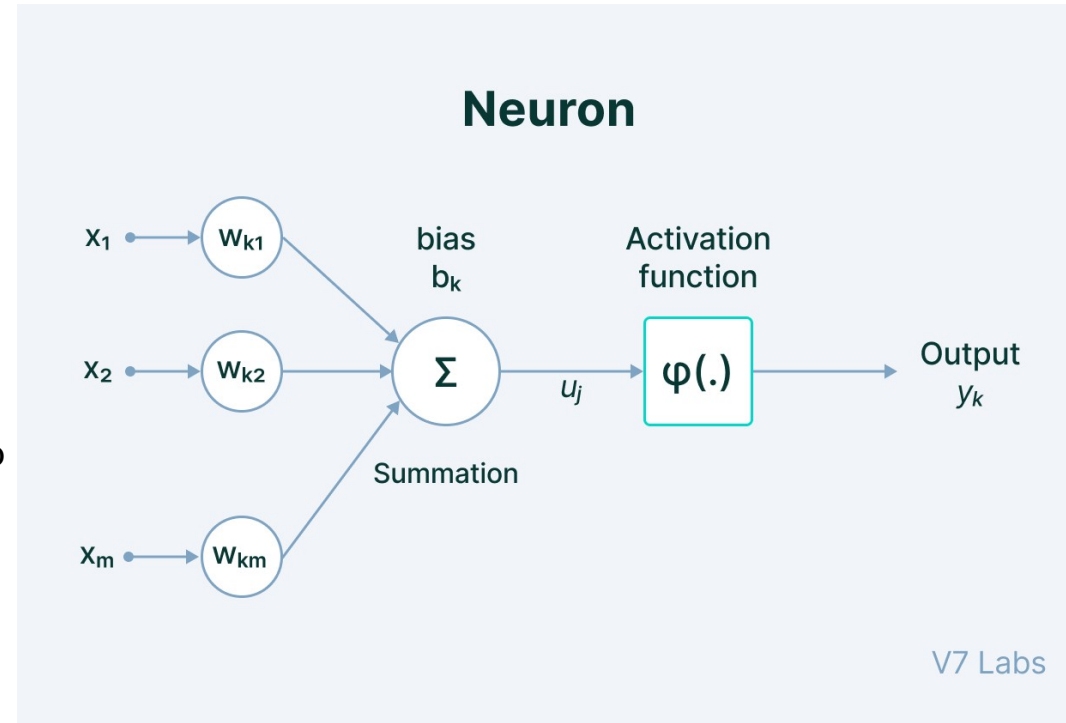 Neuron
x₁
wₖ₁
bias
bₖ
Activation
function
x₂
wₖ₂
Σ
uⱼ
φ(.)
Output
yₖ
Summation
xₘ
wₖₘ
V7 Labs